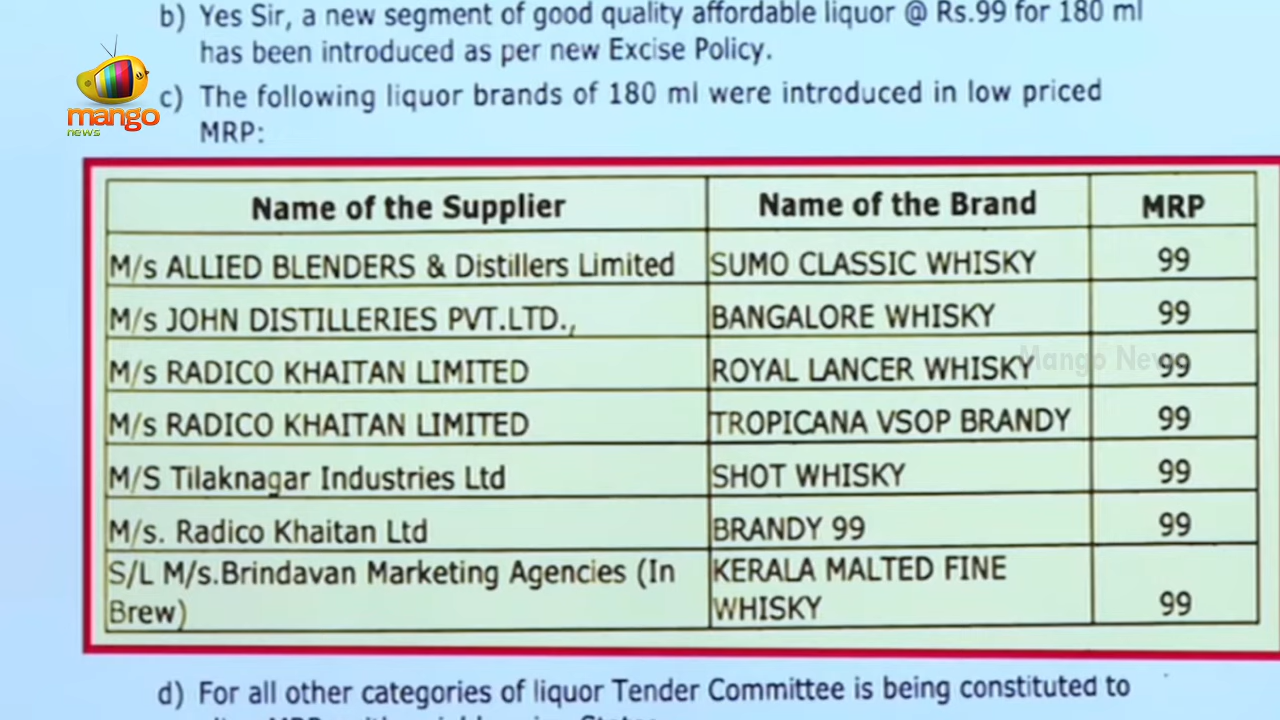 b) Yes Sir, a new segment of good quality affordable liquor @ Rs.99 for 180 ml
has been introduced as per new Excise Policy.
mango
news
c) The following liquor brands of 180 ml were introduced in low priced
MRP:
Name of the Supplier Name of the Brand MRP
M/s ALLIED BLENDERS & Distillers Limited SUMO CLASSIC WHISKY 99
M/s JOHN DISTILLERIES PVT.LTD., BANGALORE WHISKY 99
M/s RADICO KHAITAN LIMITED ROYAL LANCER WHISKY 99
Mango News
M/s RADICO KHAITAN LIMITED TROPICANA VSOP BRANDY 99
M/S Tilaknagar Industries Ltd SHOT WHISKY 99
M/s. Radico Khaitan Ltd BRANDY 99 99
S/L M/s.Brindavan Marketing Agencies (In KERALA MALTED FINE
Brew) WHISKY 99
d) For all other categories of liquor Tender Committee is being constituted to